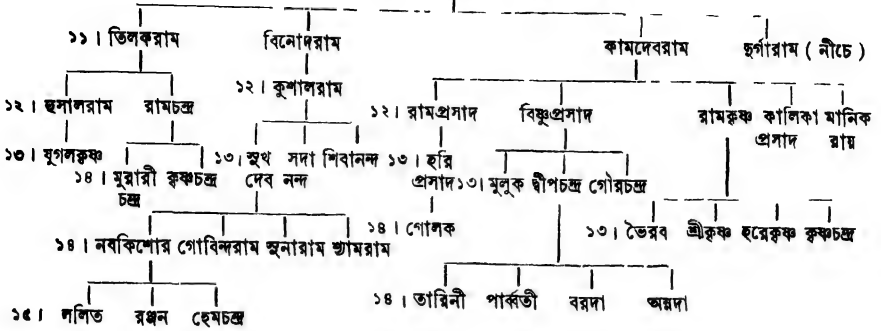 ১১। তিলকরাম বিনোদরাম কামদেবরাম দুর্গারাম ( নীচে )
১২। দুলালরাম রামচন্দ্র ১২। কুশালরাম ১২। রামপ্রসাদ বিষ্ণুপ্রসাদ রামকৃষ্ণ কালিকা মানিক
প্রসাদ রায়
১৩। যুগলকৃষ্ণ ১৩। সুখ সদা শিবানন্দ ১৩। হরি
১৪। মুরারী কৃষ্ণচন্দ্র দেব নন্দ প্রসাদ ১৩। মুলুক দ্বীপচন্দ্র গৌরচন্দ্র
চন্দ্র
১৪। গোলক ১৩। ভৈরব শ্রীকৃষ্ণ হরেকৃষ্ণ কৃষ্ণচন্দ্র
১৪। নবকিশোর গোবিন্দরাম সুনারাম শ্যামরাম
১৪। তারিনী পার্ব্বতী বরদা অন্নদা
১৫। ললিত রঞ্জন হেমচন্দ্র